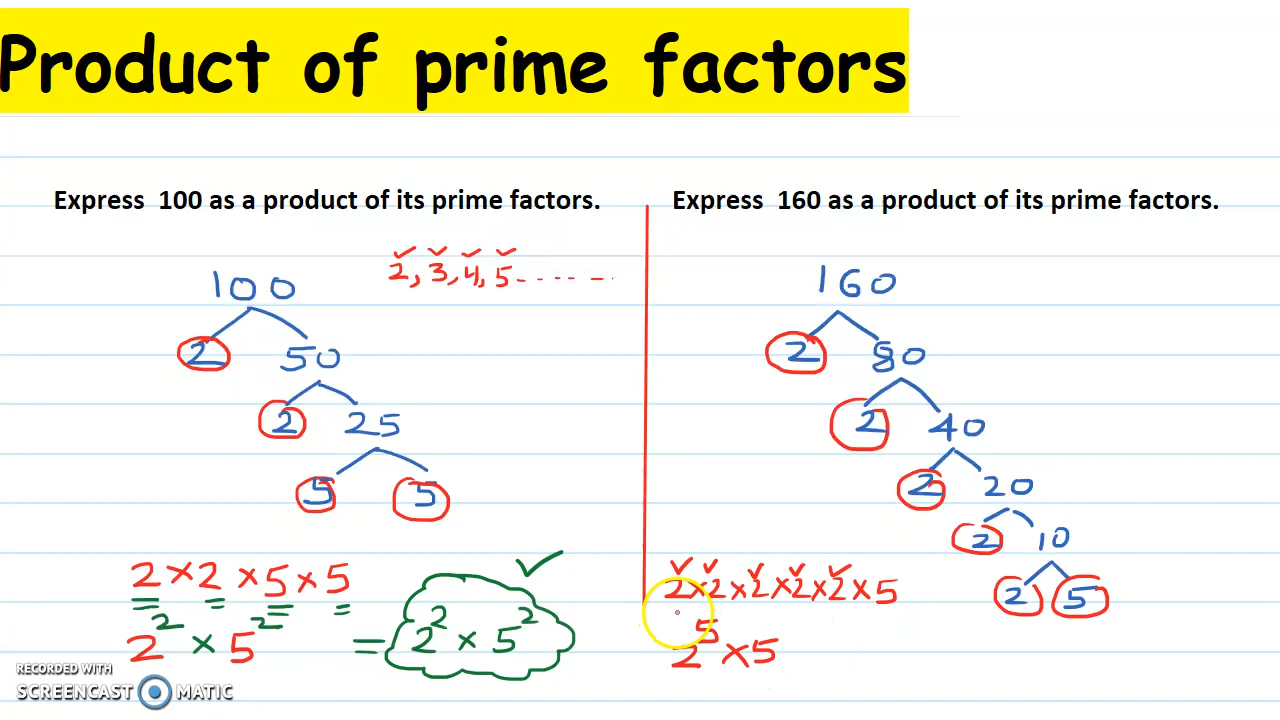 Product of prime factors
Express 100 as a product of its prime factors.
2, 3, 4, 5 - - - - - -
100
2 50
2 25
5 5
2 × 2 × 5 × 5
2² × 5² = 2² × 5²
Express 160 as a product of its prime factors.
160
2 80
2 40
2 20
2 10
2 5
2 × 2 × 2 × 2 × 2 × 5
2⁵ × 5
RECORDED WITH
SCREENCAST MATIC